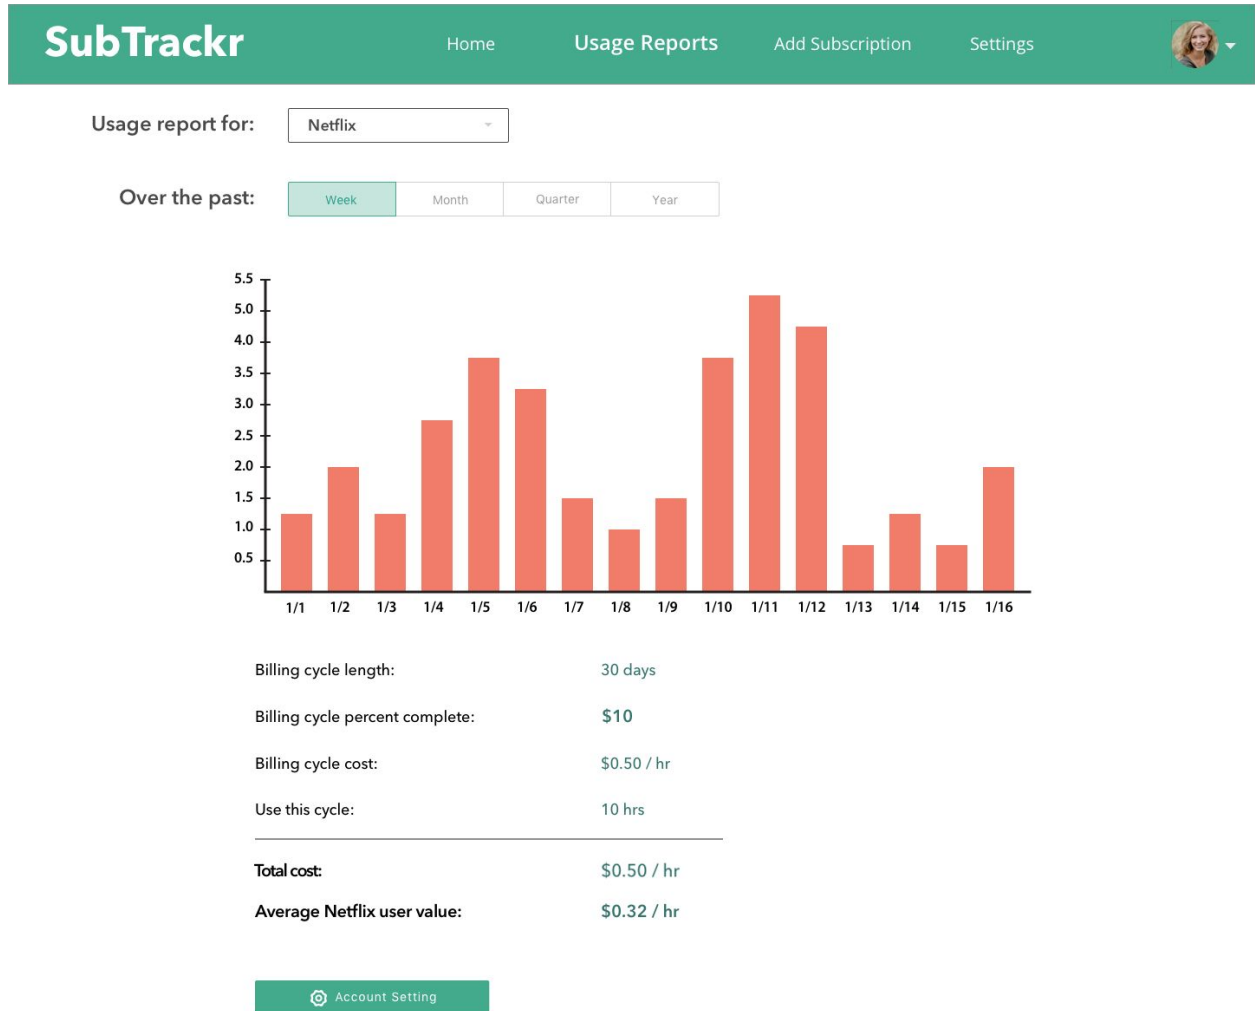 SubTrackr Home Usage Reports Add Subscription Settings
Usage report for: Netflix
Over the past: Week Month Quarter Year
5.5
5.0
4.0
3.5
3.0
2.5
2.0
1.5
1.0
0.5
1/1 1/2 1/3 1/4 1/5 1/6 1/7 1/8 1/9 1/10 1/11 1/12 1/13 1/14 1/15 1/16
Billing cycle length: 30 days
Billing cycle percent complete: $10
Billing cycle cost: $0.50 / hr
Use this cycle: 10 hrs
Total cost: $0.50 / hr
Average Netflix user value: $0.32 / hr
Account Setting